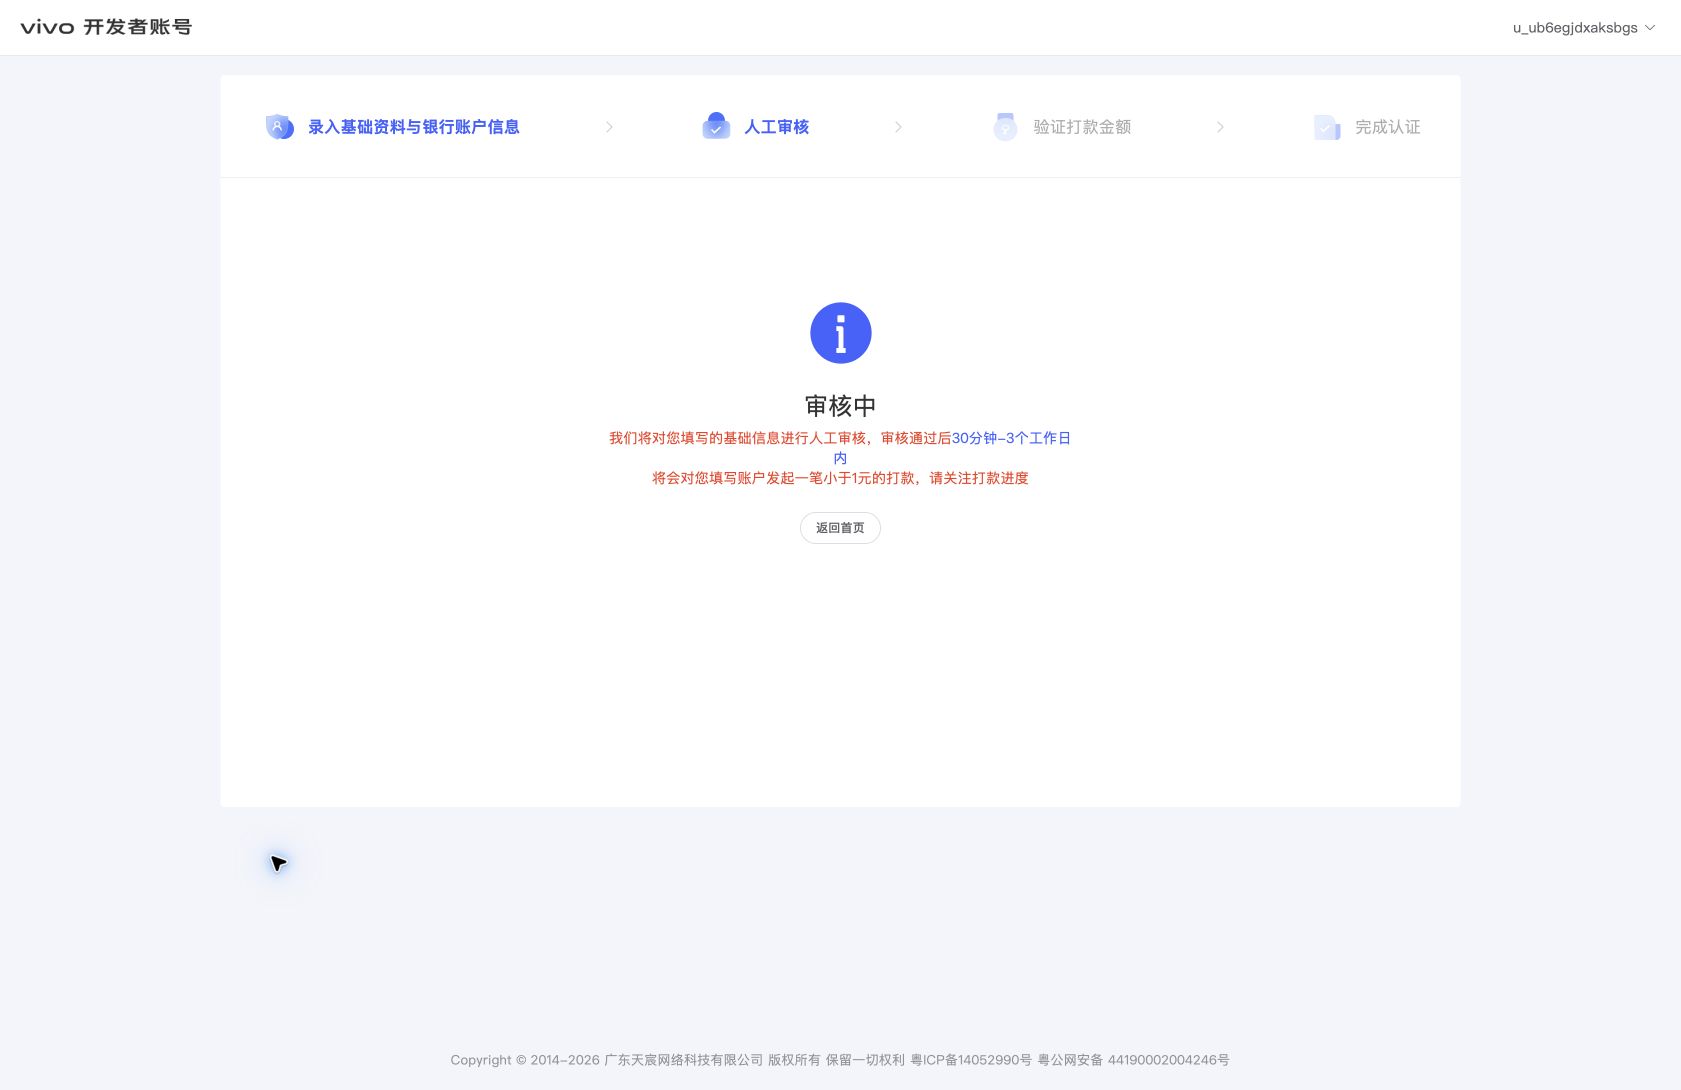 vivo 开发者账号
u_ub6egjdxaksbgs
录入基础资料与银行账户信息
人工审核
验证打款金额
完成认证
审核中
我们将对您填写的基础信息进行人工审核，审核通过后30分钟-3个工作日
内
将会对您填写账户发起一笔小于1元的打款，请关注打款进度
返回首页
Copyright © 2014-2026 广东天宸网络科技有限公司 版权所有 保留一切权利 粤ICP备14052990号 粤公网安备 44190002004246号